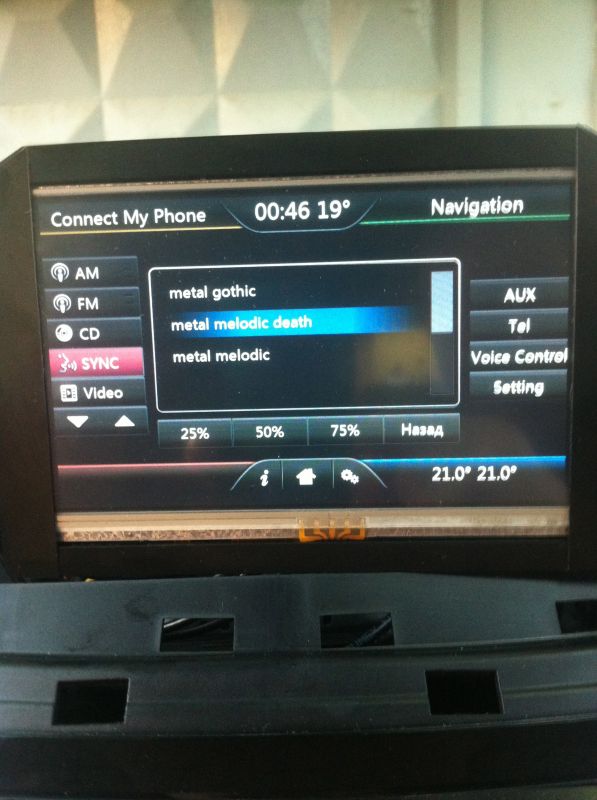 Connect My Phone
00:46 19°
Navigation
AM
FM
CD
SYNC
Video
metal gothic
metal melodic death
metal melodic
AUX
Tel
Voice Control
Setting
25%
50%
75%
Назад
i
21.0° 21.0°